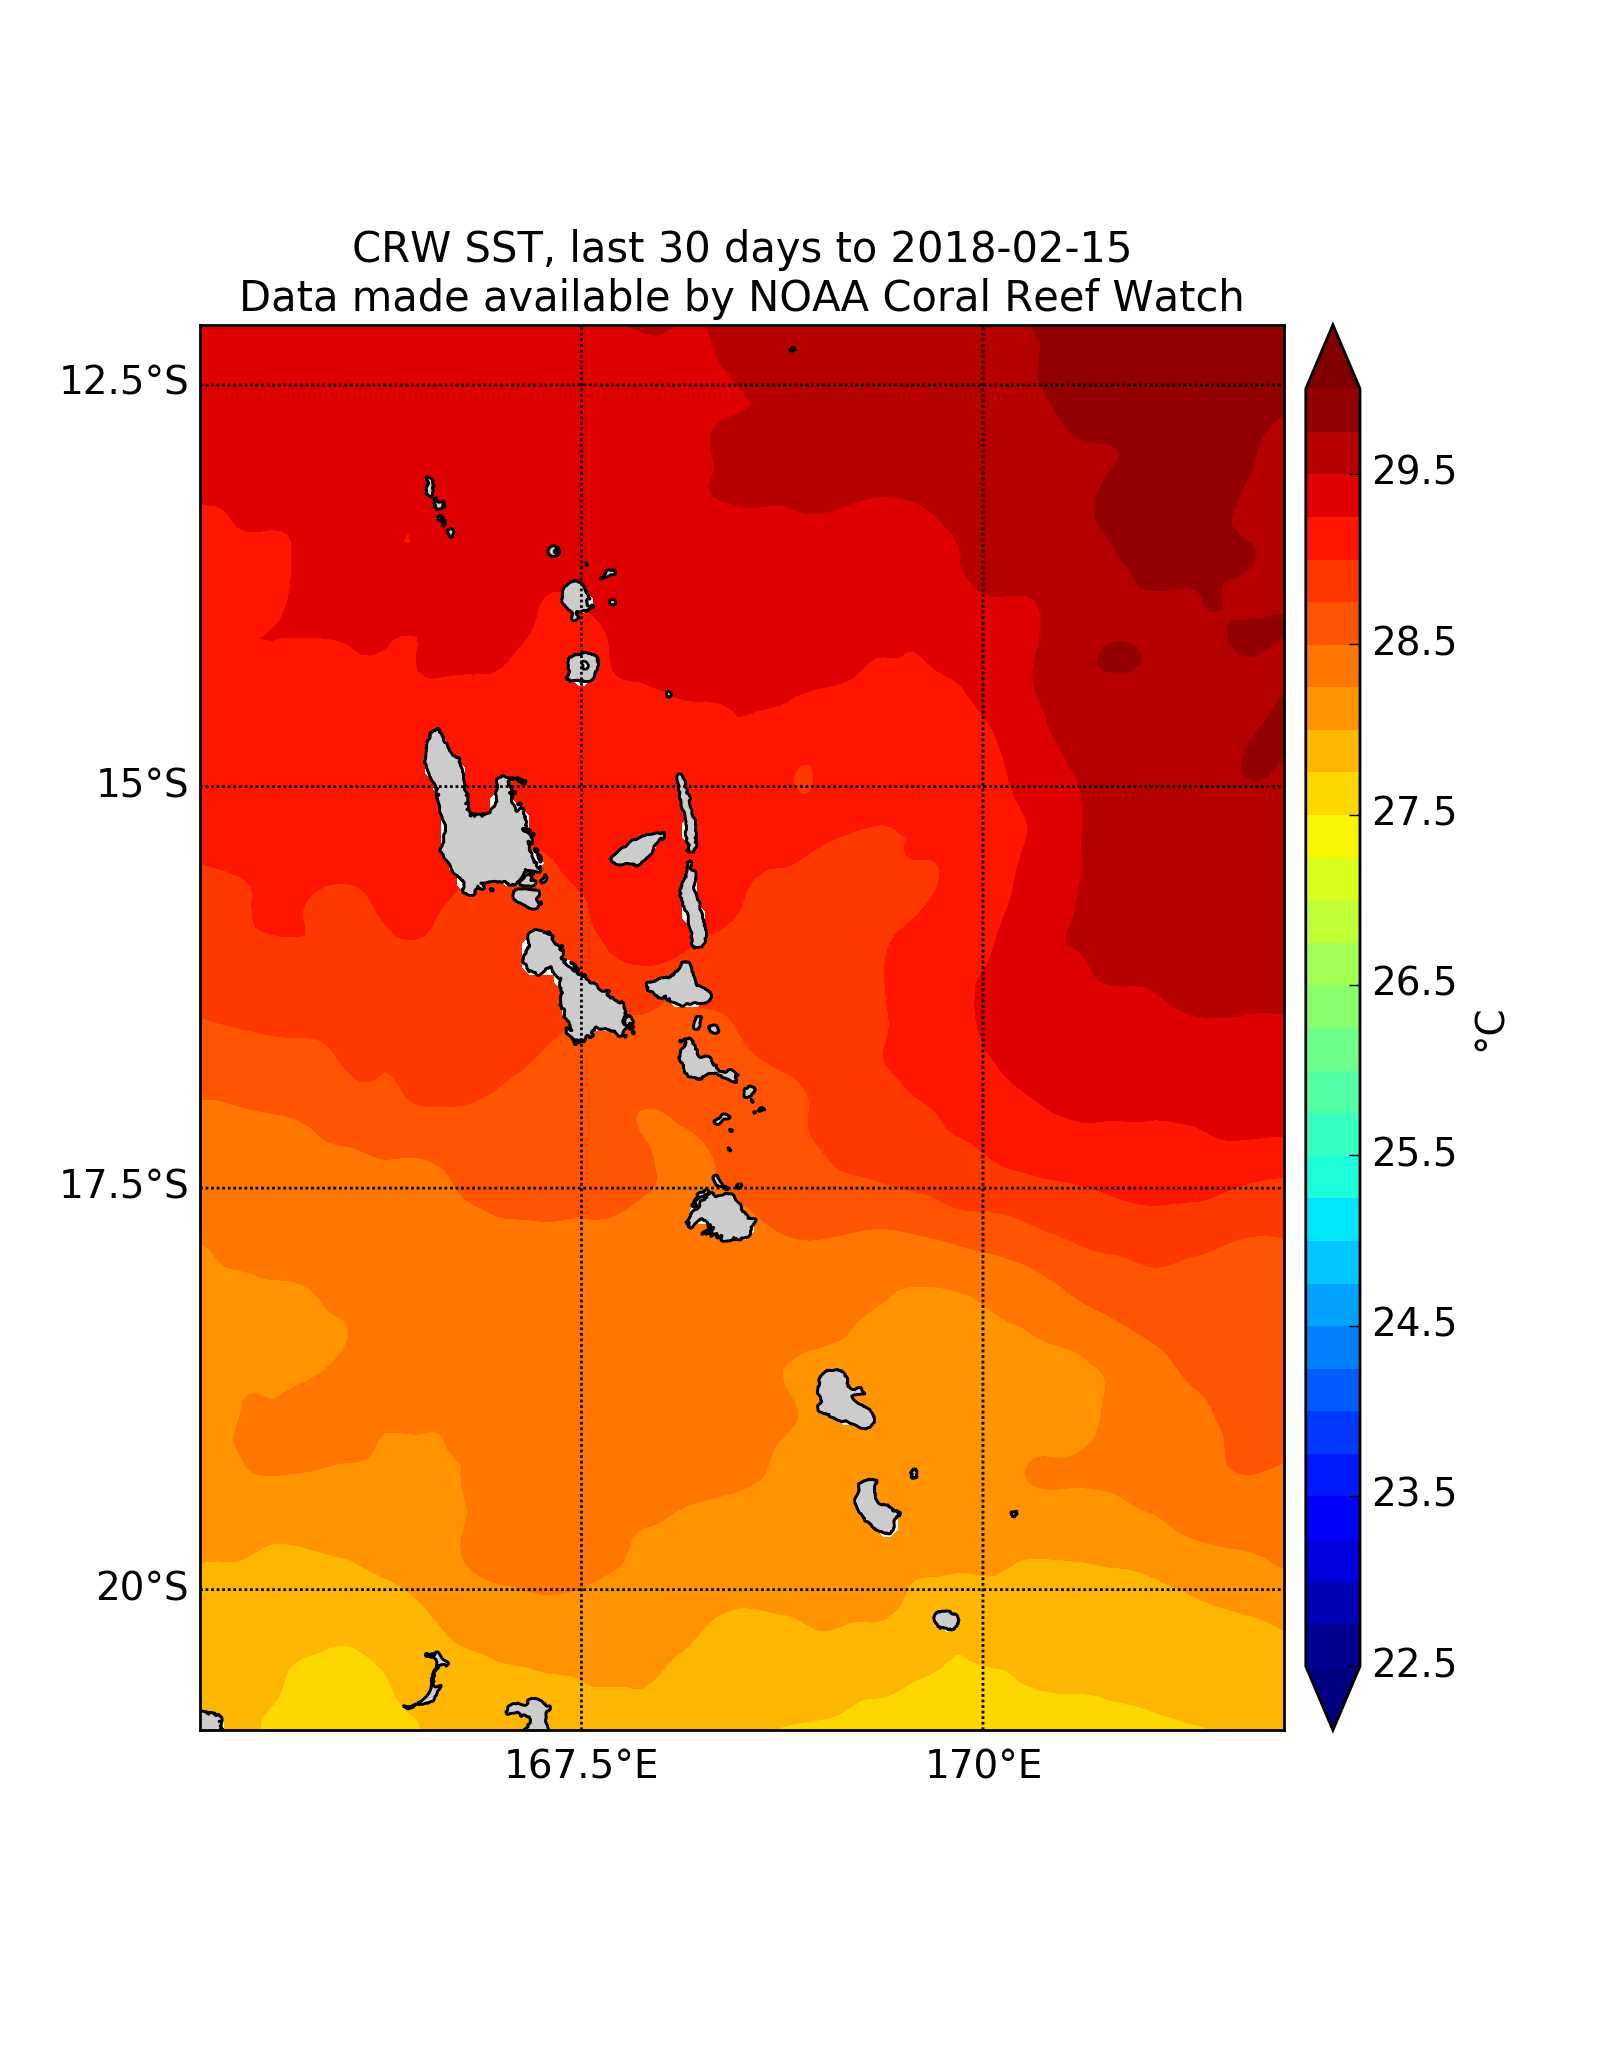 CRW SST, last 30 days to 2018-02-15
Data made available by NOAA Coral Reef Watch
12.5°S
15°S
17.5°S
20°S
167.5°E
170°E
29.5
28.5
27.5
26.5
25.5
24.5
23.5
22.5
°C